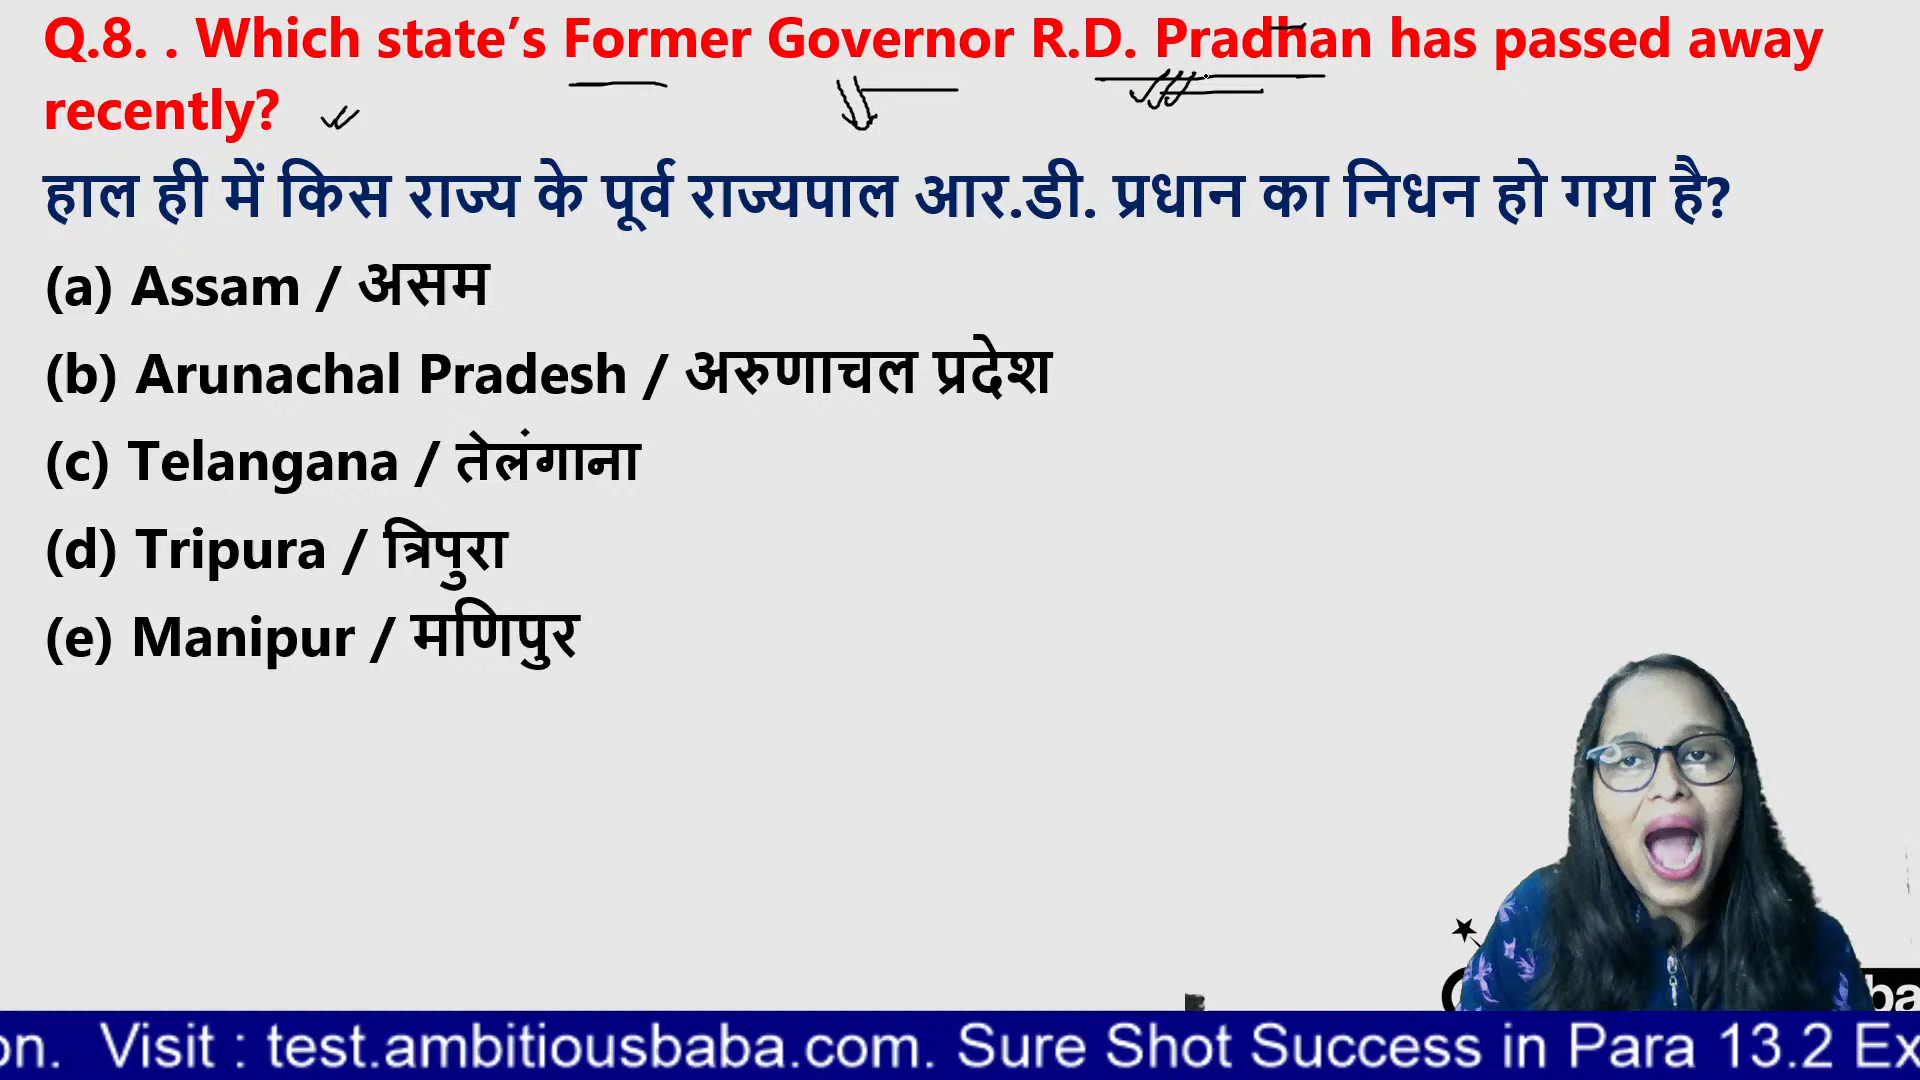 Q.8. . Which state’s Former Governor R.D. Pradhan has passed away
recently?
हाल ही में किस राज्य के पूर्व राज्यपाल आर.डी. प्रधान का निधन हो गया है?
(a) Assam / असम
(b) Arunachal Pradesh / अरुणाचल प्रदेश
(c) Telangana / तेलंगाना
(d) Tripura / त्रिपुरा
(e) Manipur / मणिपुर
ba
on. Visit : test.ambitiousbaba.com. Sure Shot Success in Para 13.2 Ex